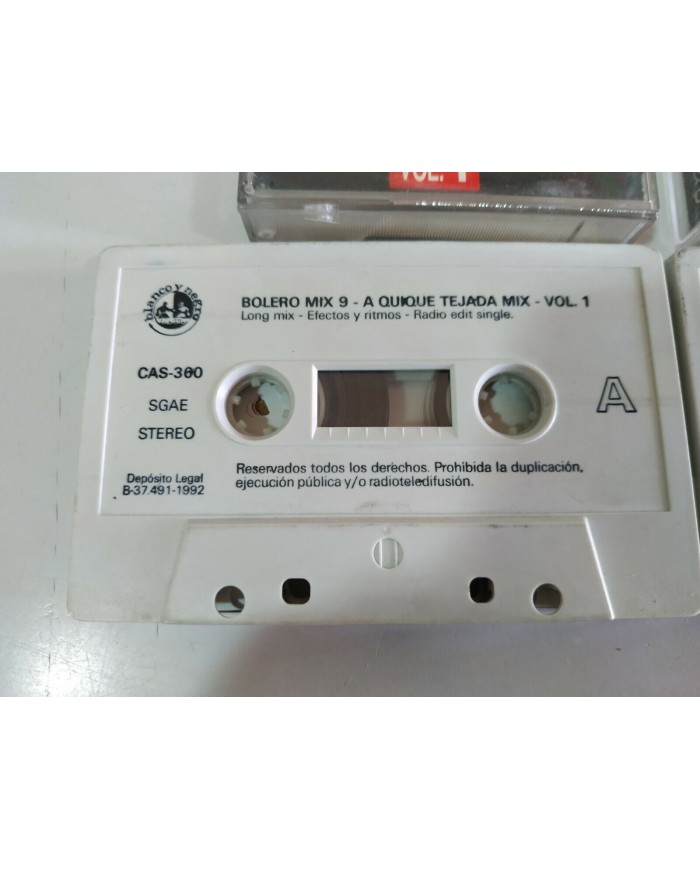 VOL. 1
blanco y negro
BOLERO MIX 9 - A QUIQUE TEJADA MIX - VOL. 1
Long mix - Efectos y ritmos - Radio edit single.
CAS-360
SGAE
STEREO
A
Depósito Legal
B-37.491-1992
Reservados todos los derechos. Prohibida la duplicación,
ejecución pública y/o radioteledifusión.